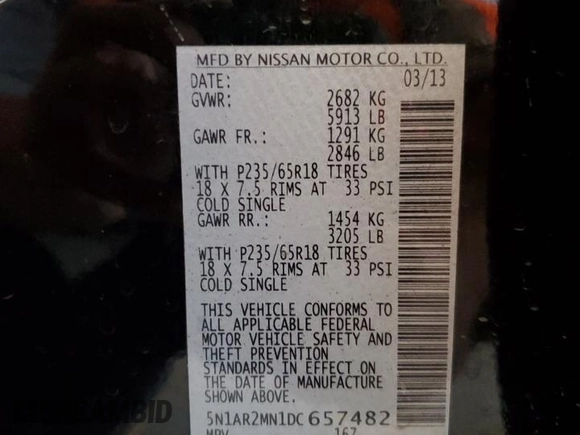 MFD BY NISSAN MOTOR CO., LTD.
DATE: 03/13
GVWR: 2682 KG
5913 LB
GAWR FR.: 1291 KG
2846 LB
WITH P235/65R18 TIRES
18 X 7.5 RIMS AT 33 PSI
COLD SINGLE
GAWR RR.: 1454 KG
3205 LB
WITH P235/65R18 TIRES
18 X 7.5 RIMS AT 33 PSI
COLD SINGLE
THIS VEHICLE CONFORMS TO
ALL APPLICABLE FEDERAL
MOTOR VEHICLE SAFETY AND
THEFT PREVENTION
STANDARDS IN EFFECT ON
THE DATE OF MANUFACTURE
SHOWN ABOVE.
5N1AR2MN1DC657482
MPV 167